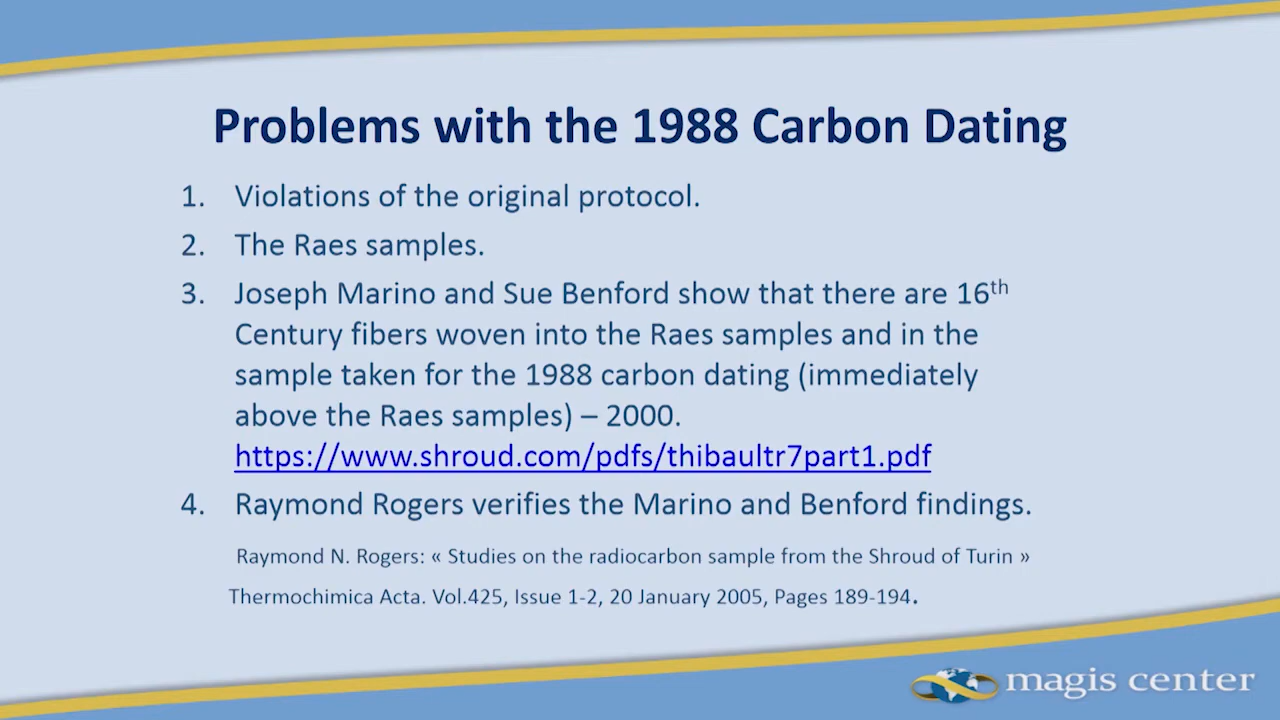 Problems with the 1988 Carbon Dating
1. Violations of the original protocol.
2. The Raes samples.
3. Joseph Marino and Sue Benford show that there are 16th
Century fibers woven into the Raes samples and in the
sample taken for the 1988 carbon dating (immediately
above the Raes samples) – 2000.
https://www.shroud.com/pdfs/thibaultr7part1.pdf
4. Raymond Rogers verifies the Marino and Benford findings.
Raymond N. Rogers: « Studies on the radiocarbon sample from the Shroud of Turin »
Thermochimica Acta. Vol.425, Issue 1-2, 20 January 2005, Pages 189-194.
magis center